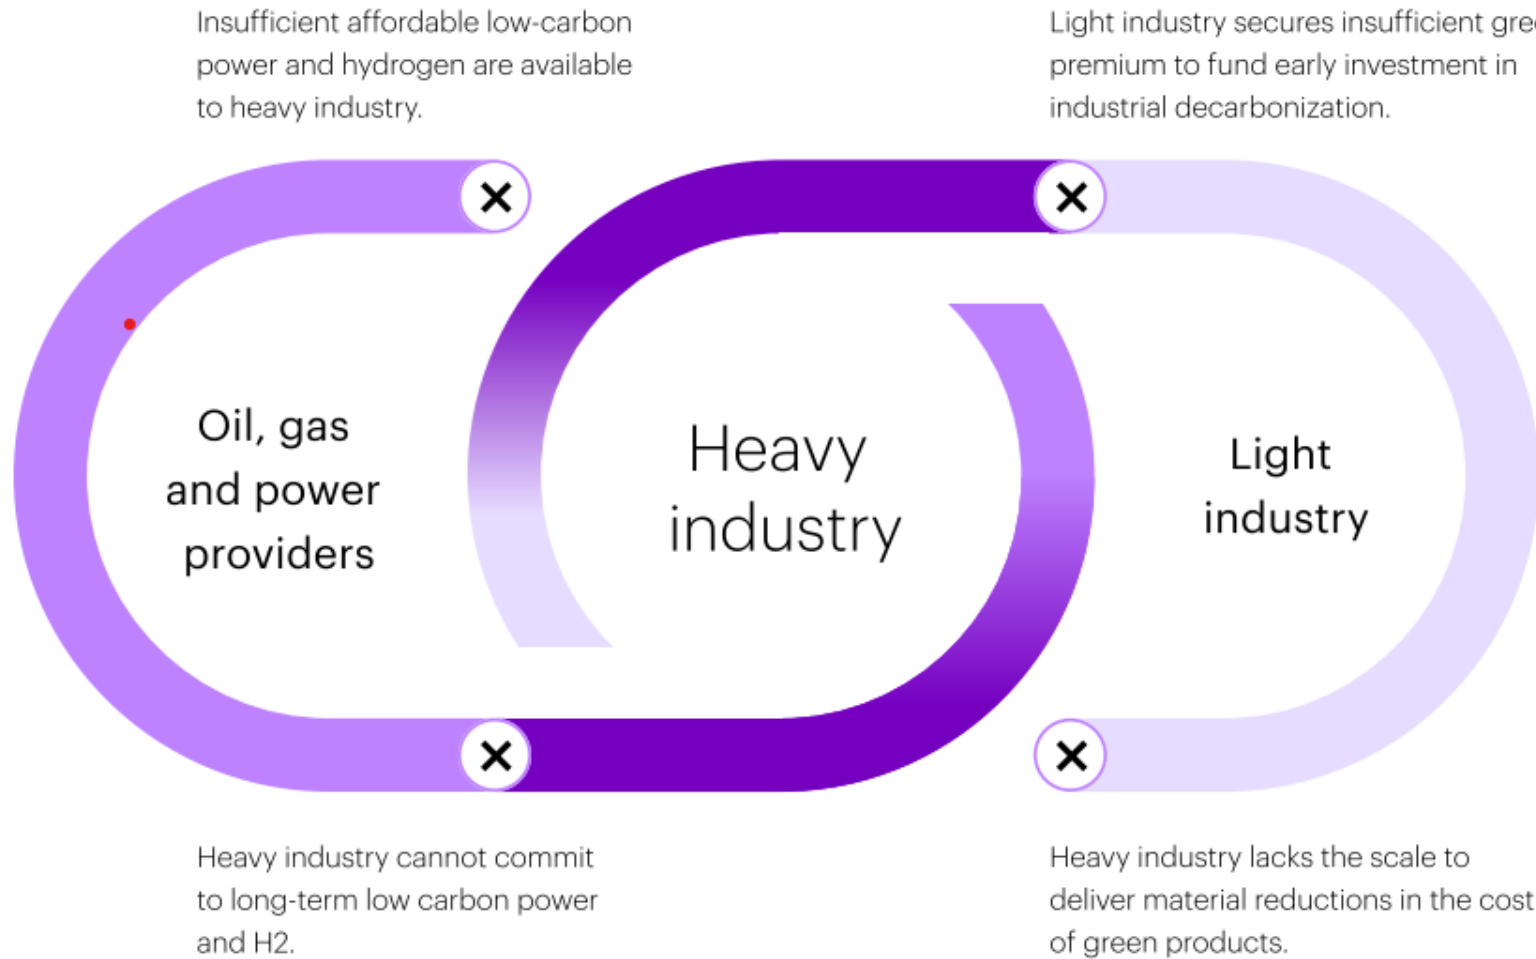 Insufficient affordable low-carbon
power and hydrogen are available
to heavy industry.
Light industry secures insufficient
premium to fund early investment in
industrial decarbonization.
Oil, gas
and power
providers
Heavy
industry
Light
industry
Heavy industry cannot commit
to long-term low carbon power
and H2.
Heavy industry lacks the scale to
deliver material reductions in the cost
of green products.